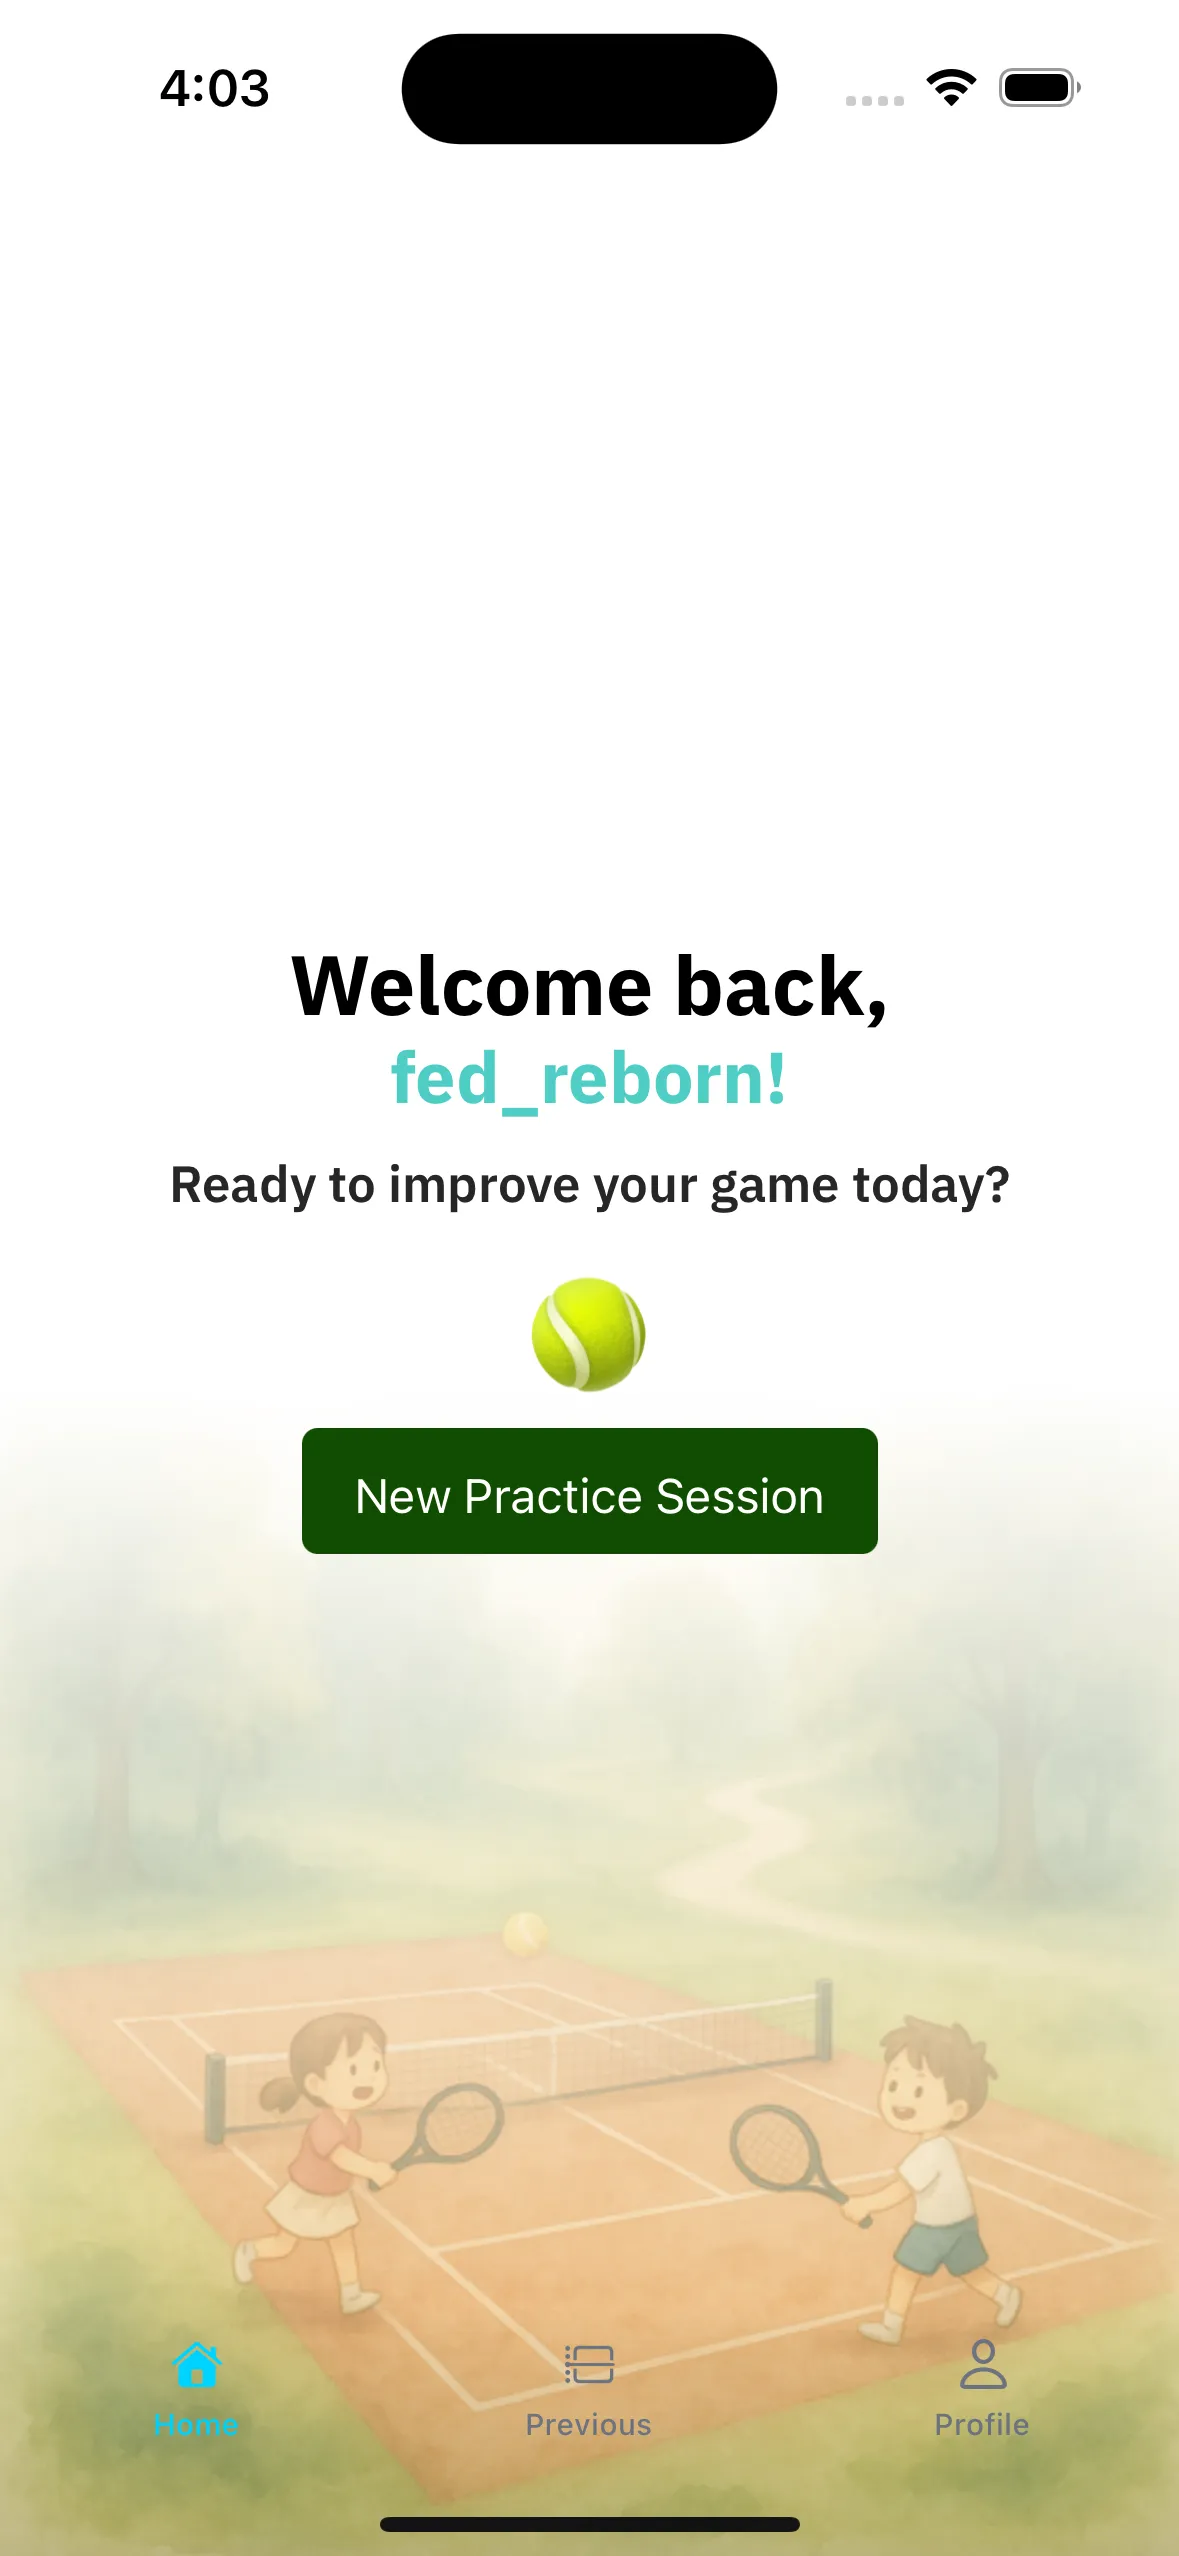 4:03
Welcome back,
fed_reborn!
Ready to improve your game today?
New Practice Session
Home
Previous
Profile